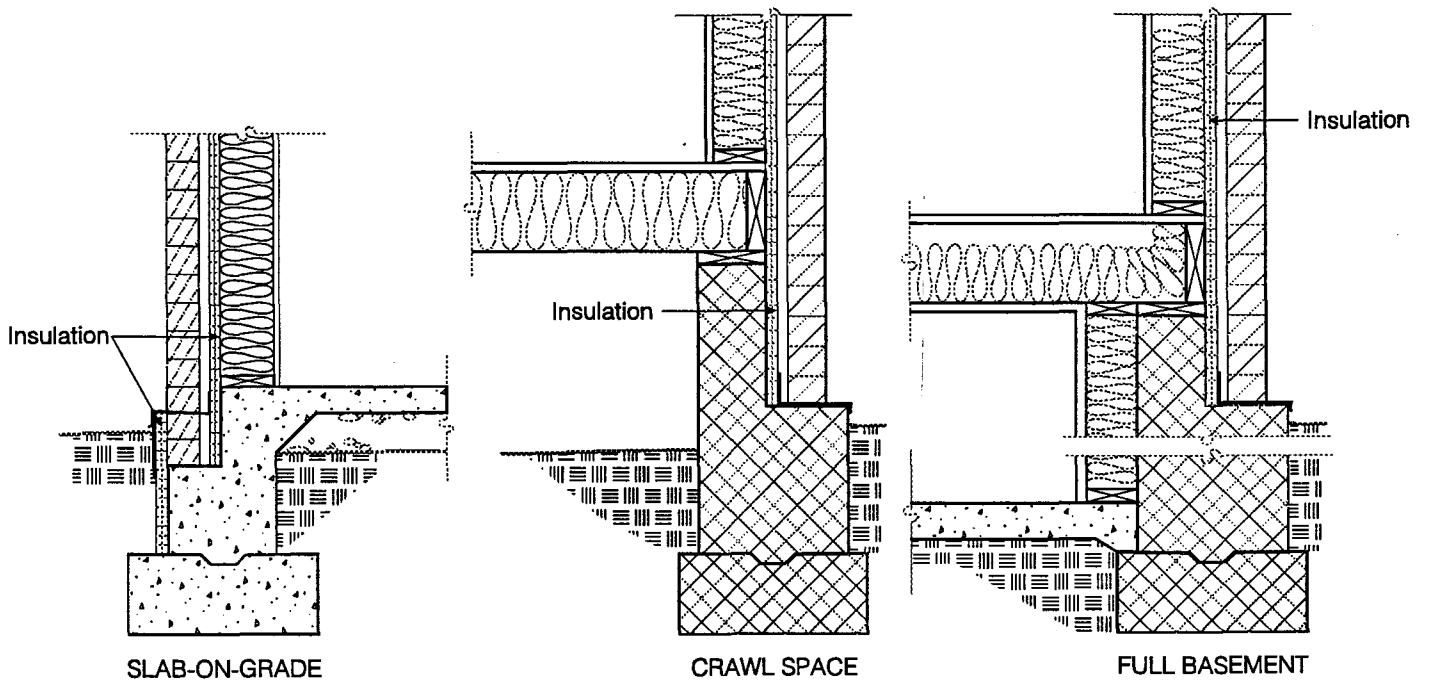 Insulation
Insulation
Insulation
SLAB-ON-GRADE
CRAWL SPACE
FULL BASEMENT